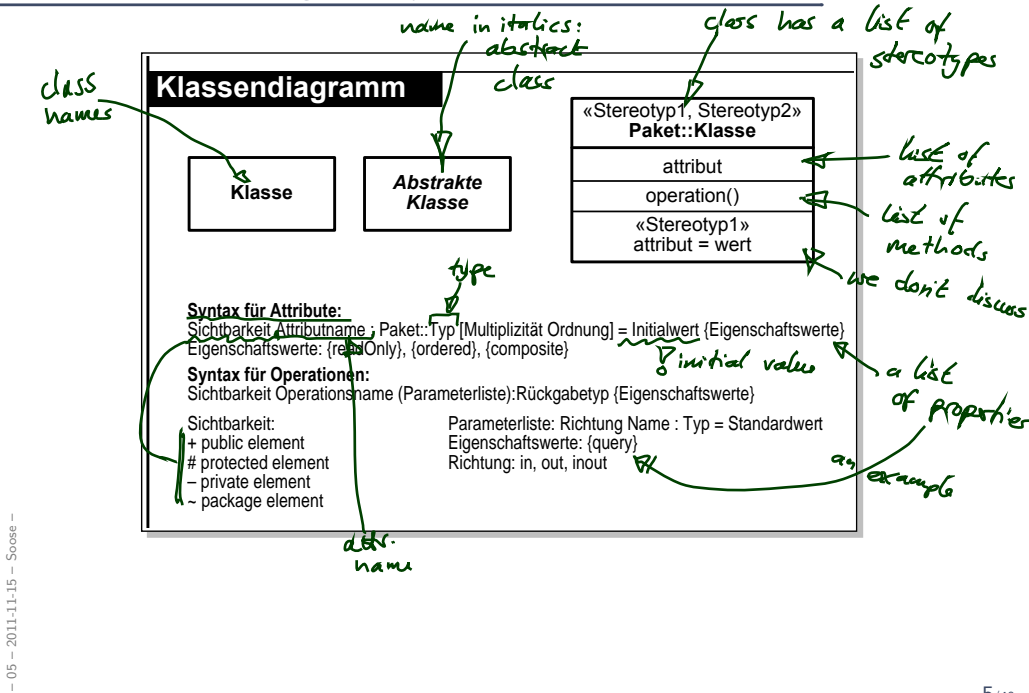 name in italics:
abstract
class
class has a list of
stereotypes
class
names
Klassendiagramm
Klasse
Abstrakte
Klasse
«Stereotyp1, Stereotyp2»
Paket::Klasse
attribut
operation()
«Stereotyp1»
attribut = wert
list of
attributes
list of
methods
we don't discuss
type
Syntax für Attribute:
Sichtbarkeit Attributname : Paket::Typ [Multiplizität Ordnung] = Initialwert {Eigenschaftswerte}
Eigenschaftswerte: {readOnly}, {ordered}, {composite}
initial value
a list
of properties
Syntax für Operationen:
Sichtbarkeit Operationsname (Parameterliste):Rückgabetyp {Eigenschaftswerte}
Sichtbarkeit:
+ public element
# protected element
– private element
~ package element
Parameterliste: Richtung Name : Typ = Standardwert
Eigenschaftswerte: {query}
Richtung: in, out, inout
an example
attr.
name
– 05 – 2011-11-15 – Soose –